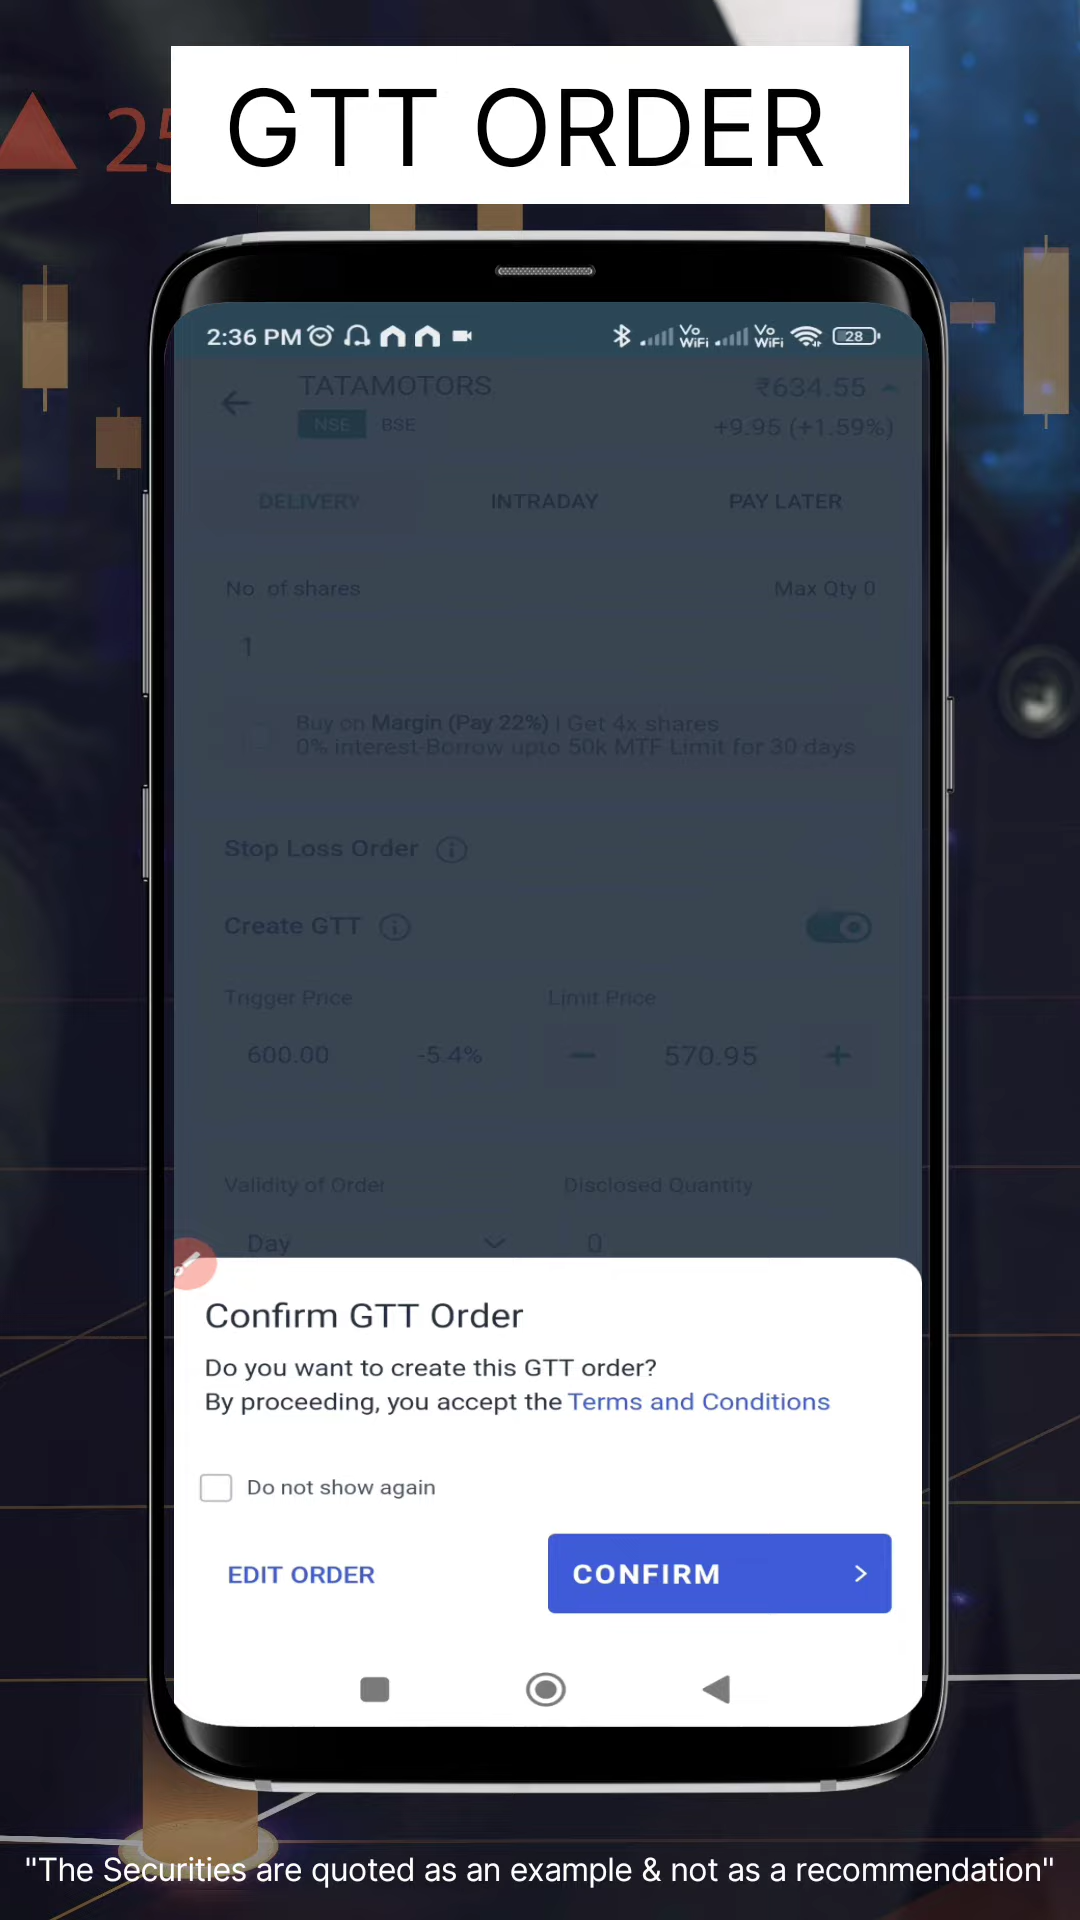 GTT ORDER
25
2:36 PM
Vo
WiFi
Vo
WiFi
28
TATAMOTORS
₹634.55
NSE
BSE
+9.95 (+1.59%)
DELIVERY
INTRADAY
PAY LATER
No. of shares
Max Qty 0
1
Buy on Margin (Pay 22%) | Get 4x shares
0% interest-Borrow upto 50k MTF Limit for 30 days
Stop Loss Order
Create GTT
Trigger Price
Limit Price
600.00
-5.4%
570.95
Validity of Order
Disclosed Quantity
Day
0
Confirm GTT Order
Do you want to create this GTT order?
By proceeding, you accept the Terms and Conditions
Do not show again
EDIT ORDER
CONFIRM
"The Securities are quoted as an example & not as a recommendation"